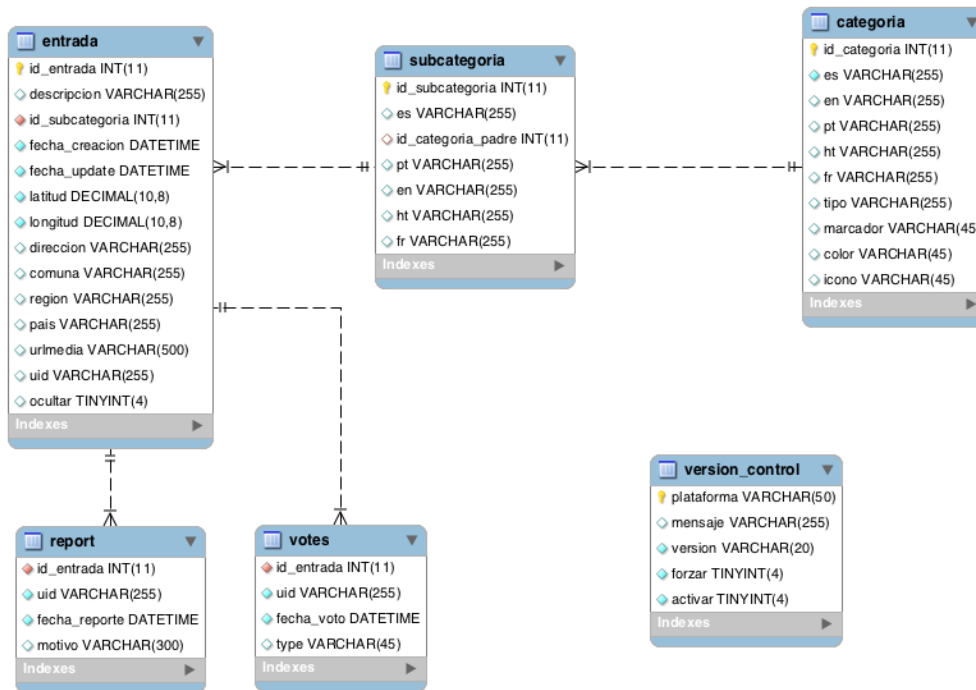 entrada
id_entrada INT(11)
descripcion VARCHAR(255)
id_subcategoria INT(11)
fecha_creacion DATETIME
fecha_update DATETIME
latitud DECIMAL(10,8)
longitud DECIMAL(10,8)
direccion VARCHAR(255)
comuna VARCHAR(255)
region VARCHAR(255)
pais VARCHAR(255)
urlmedia VARCHAR(500)
uid VARCHAR(255)
ocultar TINYINT(4)
Indexes
subcategoria
id_subcategoria INT(11)
es VARCHAR(255)
id_categoria_padre INT(11)
pt VARCHAR(255)
en VARCHAR(255)
ht VARCHAR(255)
fr VARCHAR(255)
Indexes
categoria
id_categoria INT(11)
es VARCHAR(255)
en VARCHAR(255)
pt VARCHAR(255)
ht VARCHAR(255)
fr VARCHAR(255)
tipo VARCHAR(255)
marcador VARCHAR(45
color VARCHAR(45)
icono VARCHAR(45)
Indexes
report
id_entrada INT(11)
uid VARCHAR(255)
fecha_reporte DATETIME
motivo VARCHAR(300)
Indexes
votes
id_entrada INT(11)
uid VARCHAR(255)
fecha_voto DATETIME
type VARCHAR(45)
Indexes
version_control
plataforma VARCHAR(50)
mensaje VARCHAR(255)
version VARCHAR(20)
forzar TINYINT(4)
activar TINYINT(4)
Indexes